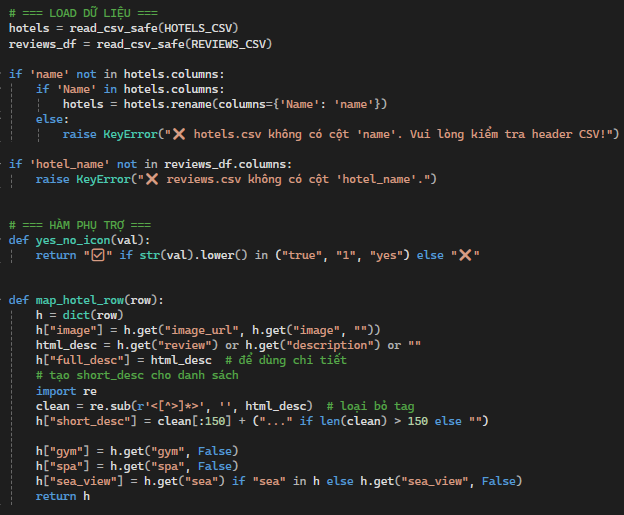 # === LOAD DỮ LIỆU ===
hotels = read_csv_safe(HOTELS_CSV)
reviews_df = read_csv_safe(REVIEWS_CSV)

if 'name' not in hotels.columns:
    if 'Name' in hotels.columns:
        hotels = hotels.rename(columns={'Name': 'name'})
    else:
        raise KeyError("❌ hotels.csv không có cột 'name'. Vui lòng kiểm tra header CSV!")

if 'hotel_name' not in reviews_df.columns:
    raise KeyError("❌ reviews.csv không có cột 'hotel_name'.")


# === HÀM PHỤ TRỢ ===
def yes_no_icon(val):
    return "✅" if str(val).lower() in ("true", "1", "yes") else "❌"


def map_hotel_row(row):
    h = dict(row)
    h["image"] = h.get("image_url", h.get("image", ""))
    html_desc = h.get("review") or h.get("description") or ""
    h["full_desc"] = html_desc  # để dùng chi tiết
    # tạo short_desc cho danh sách
    import re
    clean = re.sub(r'<[^>]*>', '', html_desc)  # loại bỏ tag
    h["short_desc"] = clean[:150] + ("..." if len(clean) > 150 else "")

    h["gym"] = h.get("gym", False)
    h["spa"] = h.get("spa", False)
    h["sea_view"] = h.get("sea") if "sea" in h else h.get("sea_view", False)
    return h